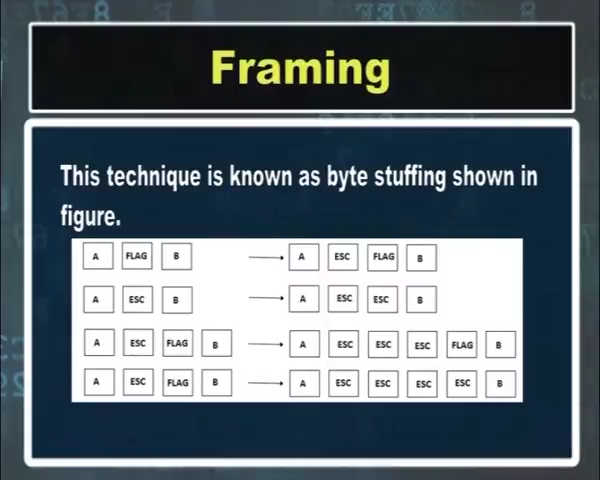 Framing
This technique is known as byte stuffing shown in
figure.
A FLAG B A ESC FLAG B
A ESC B A ESC ESC B
A ESC FLAG B A ESC ESC ESC FLAG B
A ESC FLAG B A ESC ESC ESC ESC B